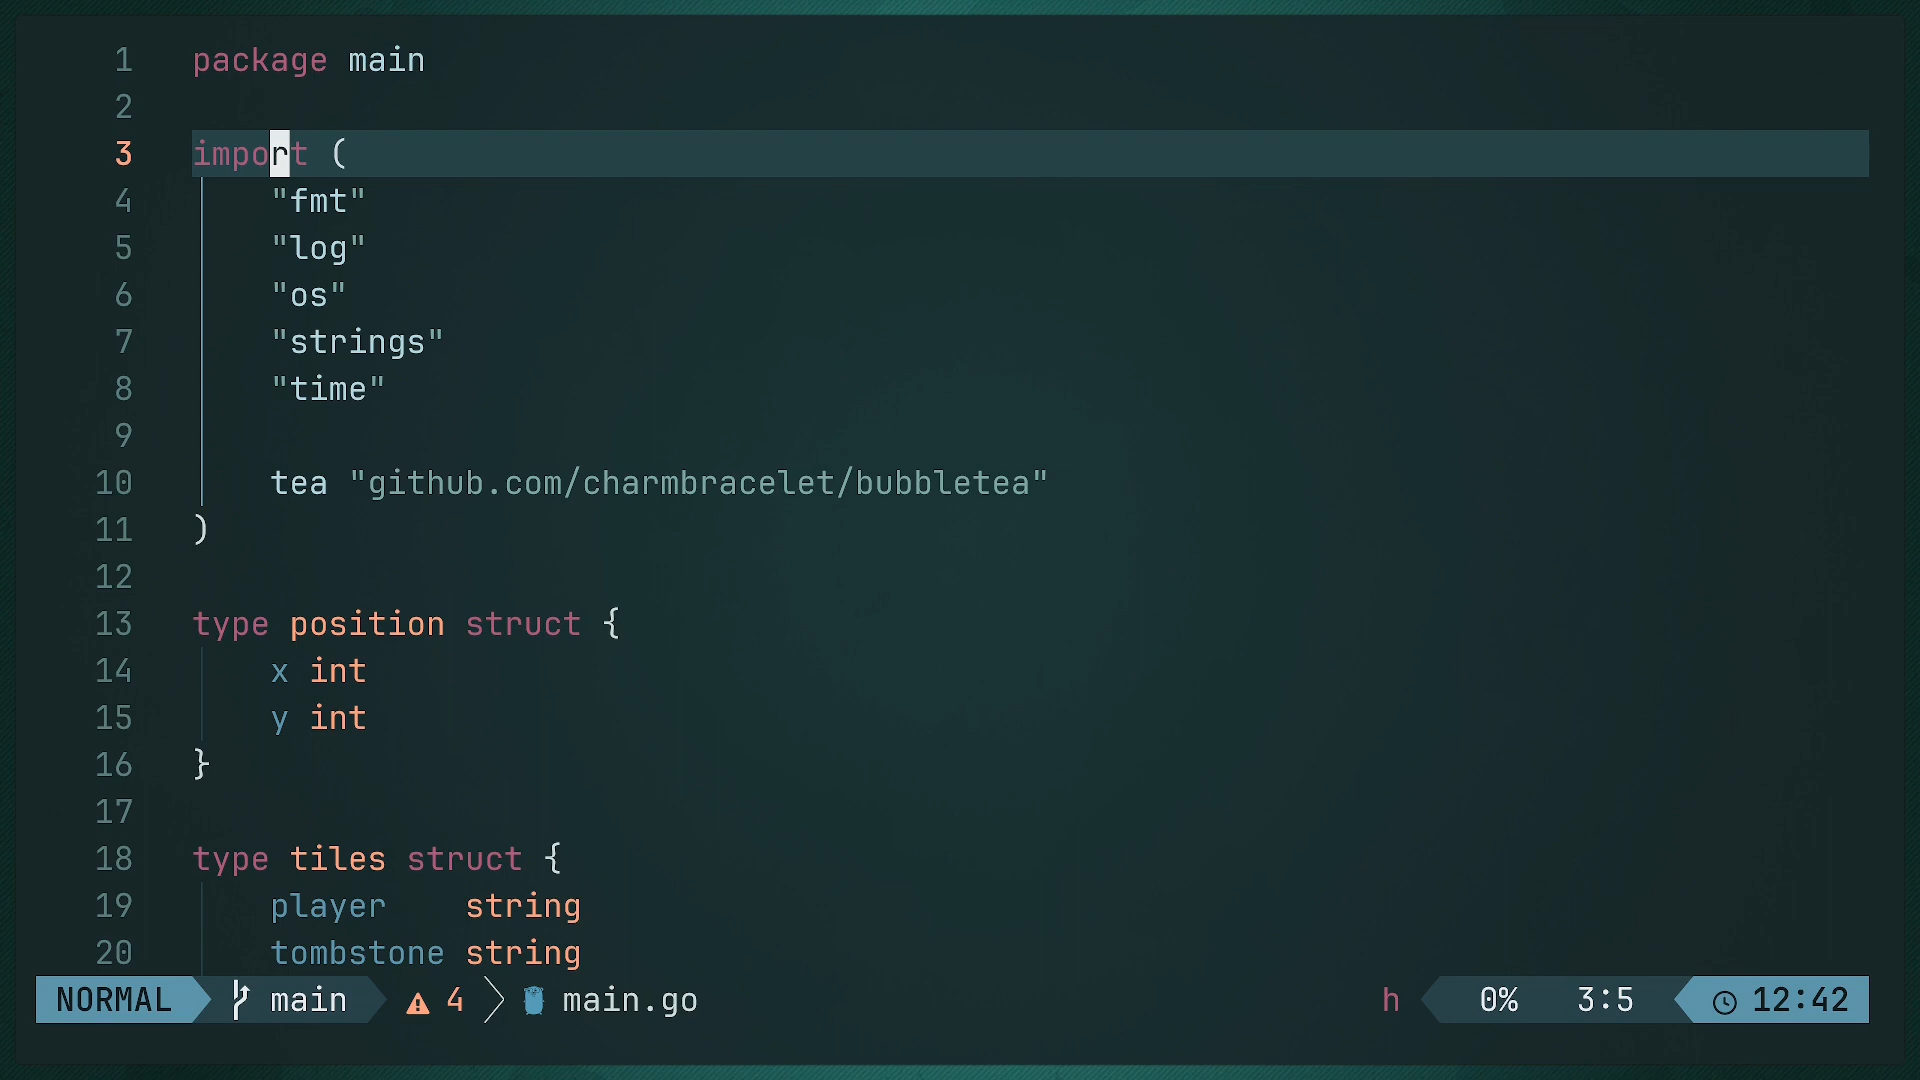 1 package main
2
3 import (
4 "fmt"
5 "log"
6 "os"
7 "strings"
8 "time"
9
10 tea "github.com/charmbracelet/bubbletea"
11 )
12
13 type position struct {
14 x int
15 y int
16 }
17
18 type tiles struct {
19 player string
20 tombstone string
NORMAL main 4 main.go h 0% 3:5 12:42